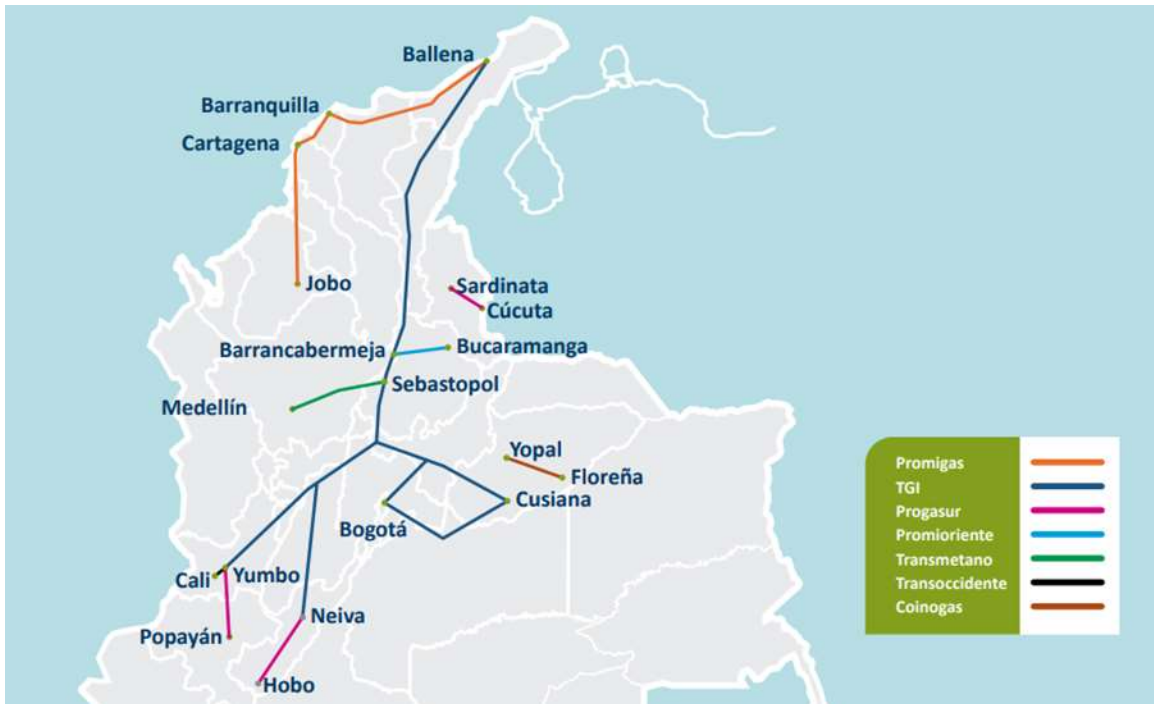 Ballena
Barranquilla
Cartagena
Jobo
Sardinata
Cúcuta
Barrancabermeja
Bucaramanga
Sebastopol
Medellín
Yopal
Floreña
Cusiana
Bogotá
Cali
Yumbo
Neiva
Popayán
Hobo
Promigas
TGI
Progasur
Promioriente
Transmetano
Transoccidente
Coinogas